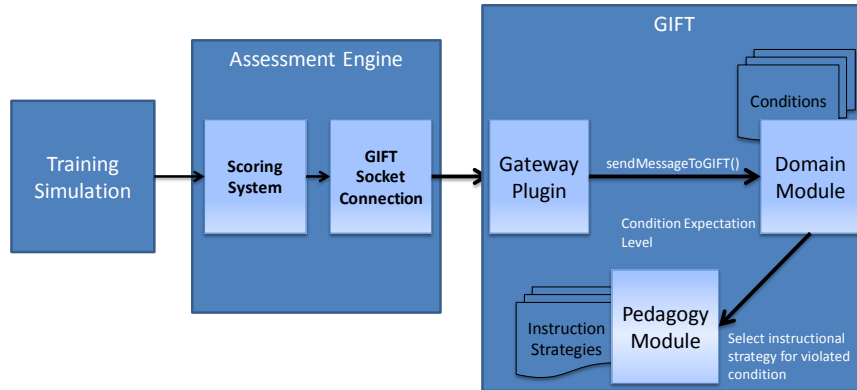 GIFT
Assessment Engine
Conditions
Training
Simulation
Scoring
System
GIFT
Socket
Connection
Gateway
Plugin
sendMessageToGIFT()
Domain
Module
Condition Expectation
Level
Instruction
Strategies
Pedagogy
Module
Select instructional
strategy for violated
condition